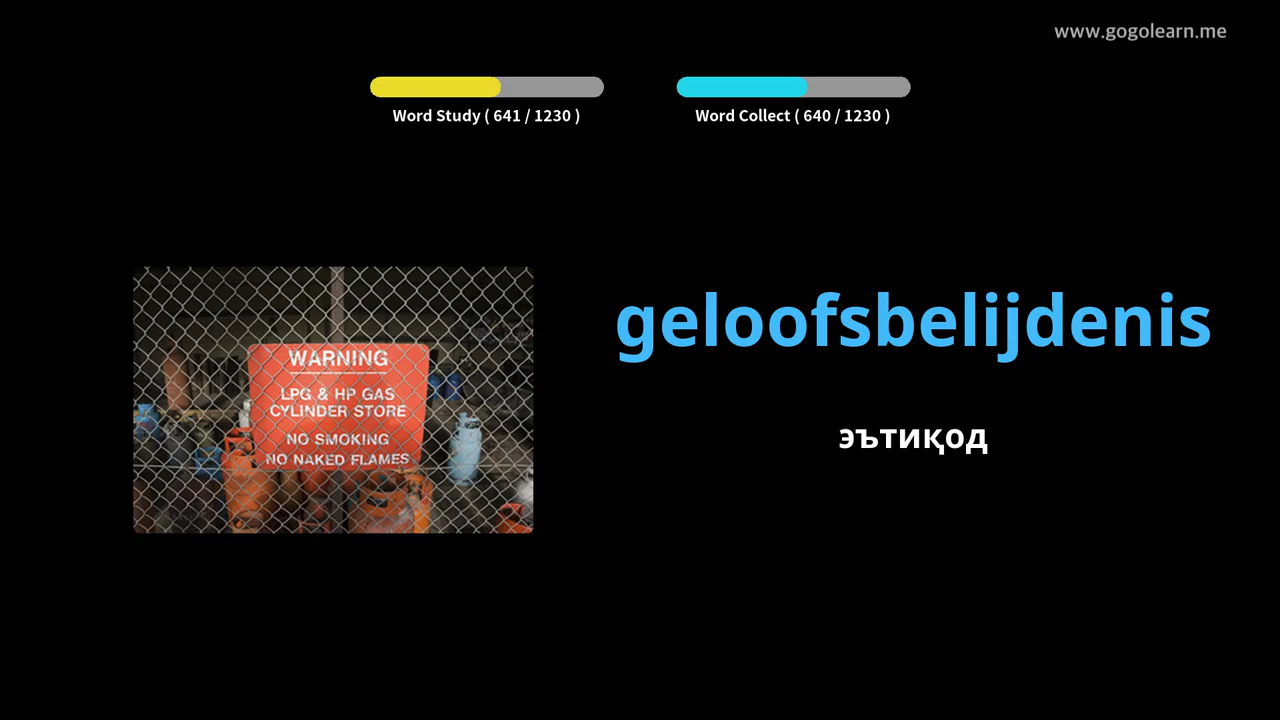 www.gogolearn.me
Word Study ( 641 / 1230 )
Word Collect ( 640 / 1230 )
WARNING
LPG & HP GAS
CYLINDER STORE
NO SMOKING
NO NAKED FLAMES
geloofsbelijdenis
эътиқод